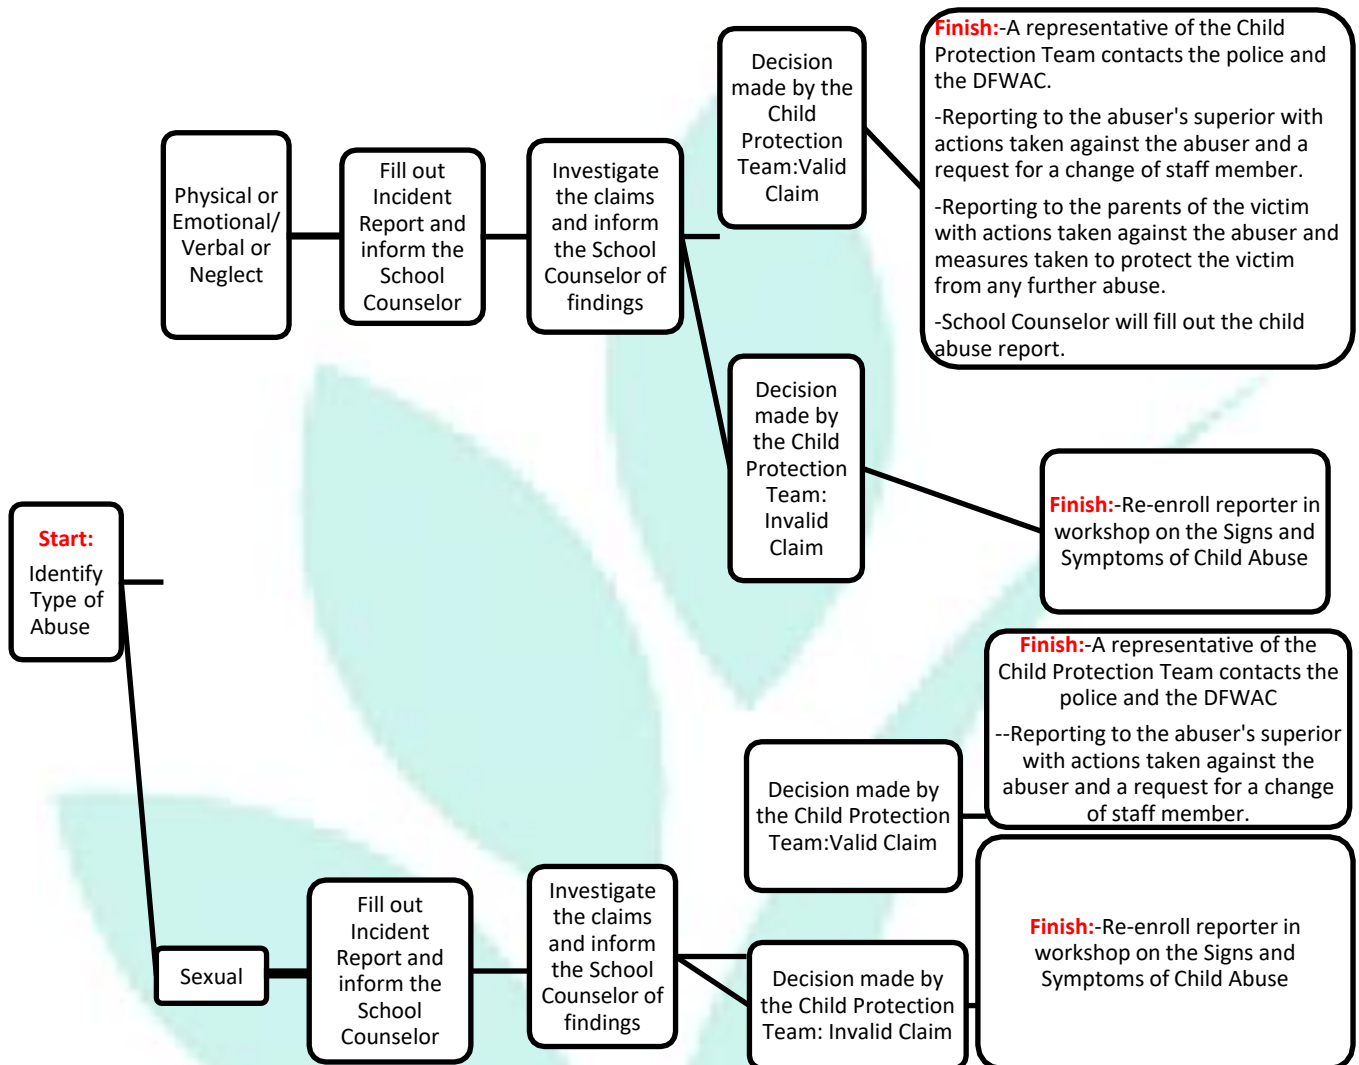 Start:
Identify
Type of
Abuse
Physical or
Emotional/
Verbal or
Neglect
Fill out
Incident
Report and
inform the
School
Counselor
Investigate
the claims
and inform
the School
Counselor of
findings
Decision
made by the
Child
Protection
Team:Valid
Claim
Finish:-A representative of the Child
Protection Team contacts the police and
the DFWAC.
-Reporting to the abuser's superior with
actions taken against the abuser and a
request for a change of staff member.
-Reporting to the parents of the victim
with actions taken against the abuser and
measures taken to protect the victim
from any further abuse.
-School Counselor will fill out the child
abuse report.
Decision
made by
the Child
Protection
Team:
Invalid
Claim
Finish:-Re-enroll reporter in
workshop on the Signs and
Symptoms of Child Abuse
Sexual
Fill out
Incident
Report and
inform the
School
Counselor
Investigate
the claims
and inform
the School
Counselor of
findings
Decision made by
the Child Protection
Team:Valid Claim
Finish:-A representative of the
Child Protection Team contacts the
police and the DFWAC
--Reporting to the abuser's superior
with actions taken against the
abuser and a request for a change
of staff member.
Decision made by
the Child Protection
Team: Invalid Claim
Finish:-Re-enroll reporter in
workshop on the Signs and
Symptoms of Child Abuse